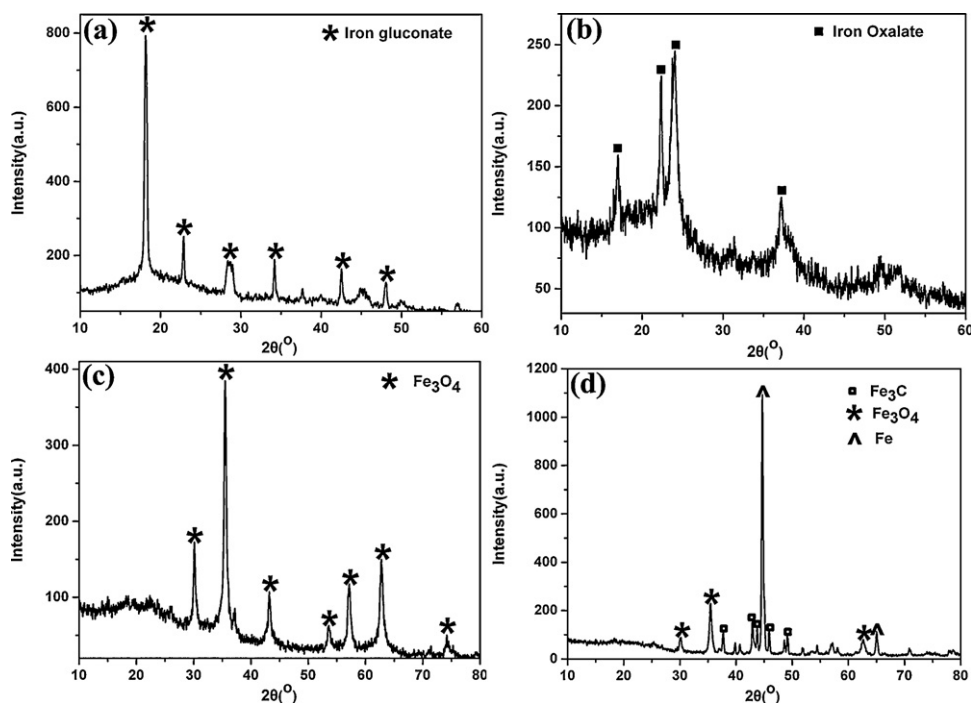 (a)
* Iron gluconate
Intensity(a.u.)
800
600
400
200
10 20 30 40 50 60
2θ(O)
(b)
■ Iron Oxalate
Intensity(a.u.)
250
200
150
100
50
10 20 30 40 50 60
2θ(O)
(c)
* Fe3O4
Intensity(a.u.)
400
300
200
100
10 20 30 40 50 60 70 80
2θ(O)
(d)
Fe3C
* Fe3O4
^ Fe
Intensity(a.u.)
1200
1000
800
600
400
200
0
10 20 30 40 50 60 70 80
2θ(O)